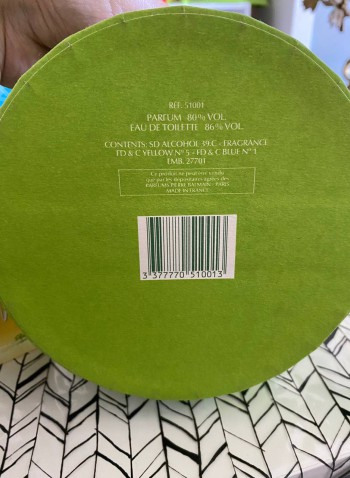 REF. 51001
PARFUM 80% VOL.
EAU DE TOILETTE 86% VOL.
CONTENTS: SD ALCOHOL 39.C - FRAGRANCE
FD & C YELLOW N° 5 - FD & C BLUE N° 1
EMB. 27701
Ce produit ne peut être vendu
que par les dépositaires agréés des
PARFUMS PIERRE BALMAIN - PARIS
MADE IN FRANCE
3 377770 510013